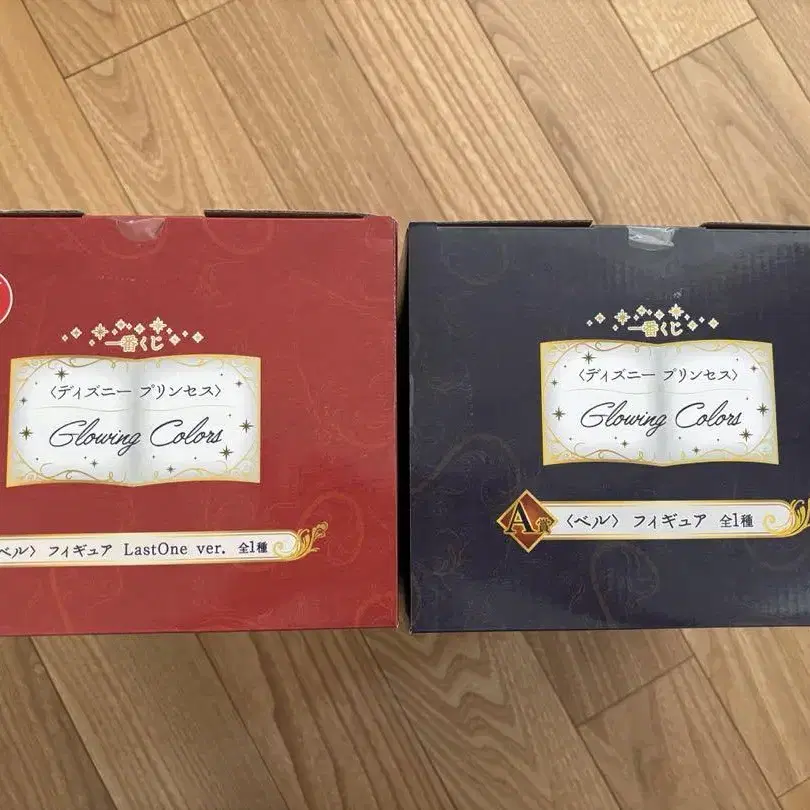 一番くじ
〈ディズニー プリンセス〉
Glowing Colors
ベル〉 フィギュア LastOne ver. 全1種
一番くじ
〈ディズニー プリンセス〉
Glowing Colors
A賞 〈ベル〉 フィギュア 全1種